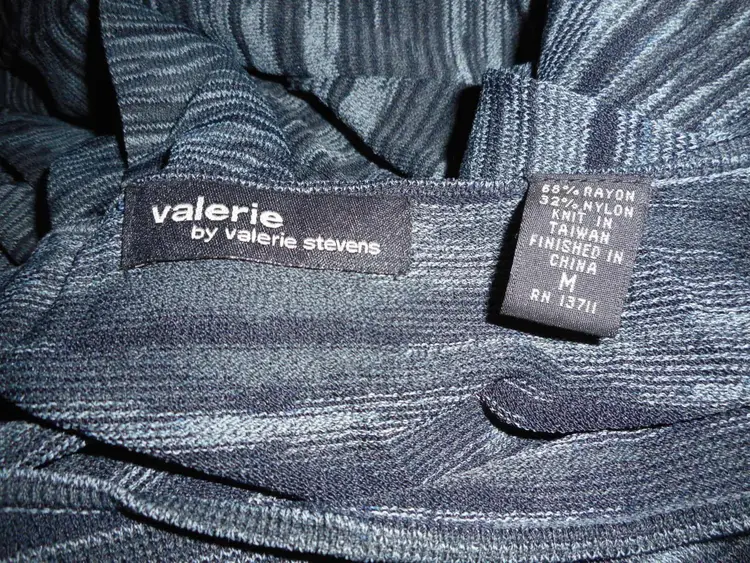 valerie
by valerie stevens
68% RAYON
32% NYLON
KNIT IN
TAIWAN
FINISHED IN
CHINA
M
RN 13711